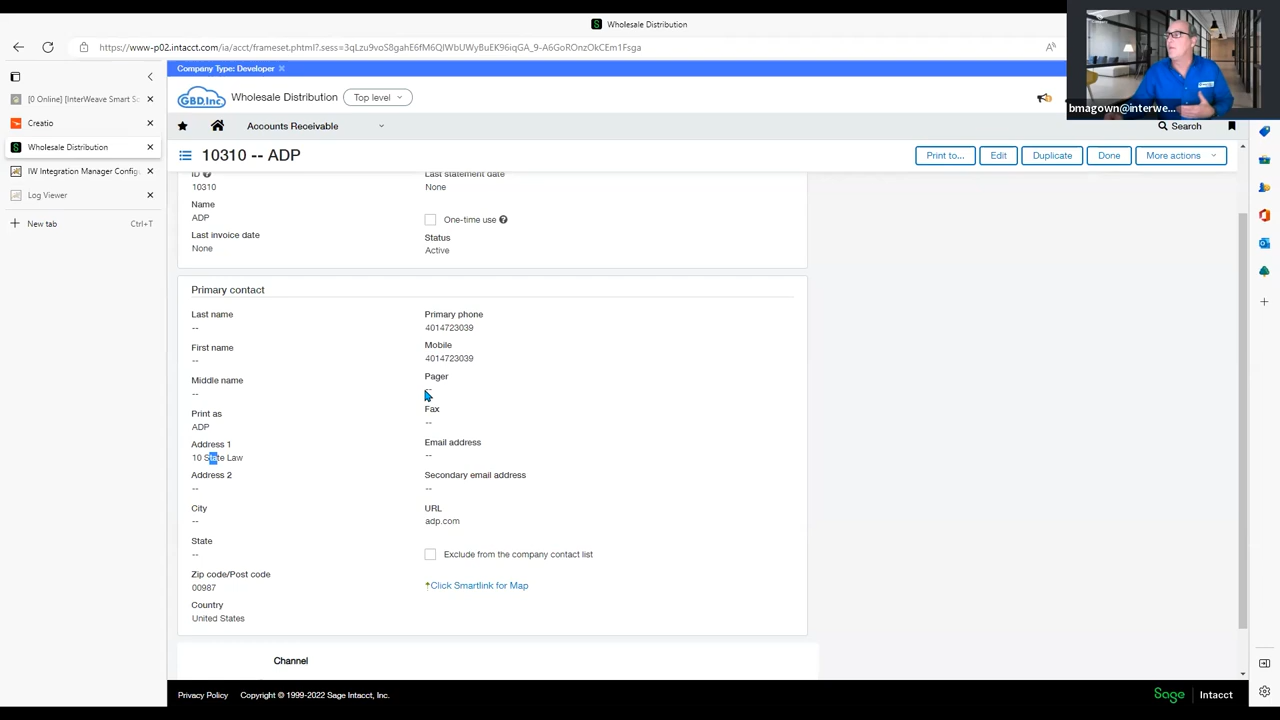 Wholesale Distribution
https://www-p02.intacct.com/ia/acct/frameset.phtml?.sess=3qLzu9voS8gahE6fM6QlWbUWyBuEK96iqGA_9-A6GoROnzOkCEm1Fsga
bmagown@interwe...
[0 Online] [InterWeave Smart S
Creatio
Wholesale Distribution
IW Integration Manager Config
Log Viewer
New tab Ctrl+T
Company Type: Developer
GBD,Inc Wholesale Distribution Top level
Accounts Receivable Search
10310 -- ADP
Print to... Edit Duplicate Done More actions
ID
10310
Name
ADP
Last invoice date
None
Last statement date
None
One-time use
Status
Active
Primary contact
Last name
--
First name
--
Middle name
--
Print as
ADP
Address 1
10 State Law
Address 2
--
City
--
State
--
Zip code/Post code
00987
Country
United States
Primary phone
4014723039
Mobile
4014723039
Pager
--
Fax
--
Email address
--
Secondary email address
--
URL
adp.com
Exclude from the company contact list
Click Smartlink for Map
Channel
Privacy Policy Copyright © 1999-2022 Sage Intacct, Inc.
Sage Intacct